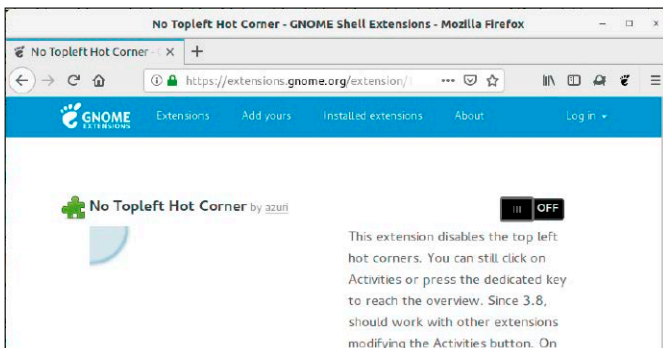 No Topleft Hot Corner - GNOME Shell Extensions - Mozilla Firefox
No Topleft Hot Corner - G
https://extensions.gnome.org/extension/
GNOME Extensions Add yours Installed extensions About Log in
EXTENSIONS
No Topleft Hot Corner by azuri
OFF
This extension disables the top left
hot corners. You can still click on
Activities or press the dedicated key
to reach the overview. Since 3.8,
should work with other extensions
modifying the Activities button. On